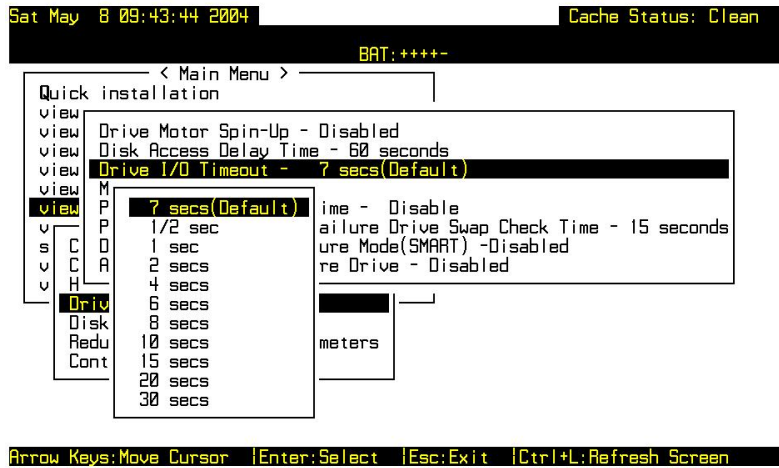 Sat May 8 09:43:44 2004 Cache Status: Clean
BAT:++++-
< Main Menu >
Quick installation
view
view Drive Motor Spin-Up - Disabled
view Disk Access Delay Time - 60 seconds
view Drive I/O Timeout - 7 secs(Default)
view M
view P 7 secs(Default) ime - Disable
v P 1/2 sec ailure Drive Swap Check Time - 15 seconds
s C D 1 sec ure Mode(SMART) -Disabled
v C A 2 secs re Drive - Disabled
v H 4 secs
Driv 6 secs
Disk 8 secs
Redu 10 secs meters
Cont 15 secs
20 secs
30 secs
Arrow Keys:Move Cursor |Enter:Select |Esc:Exit |Ctrl+L:Refresh Screen